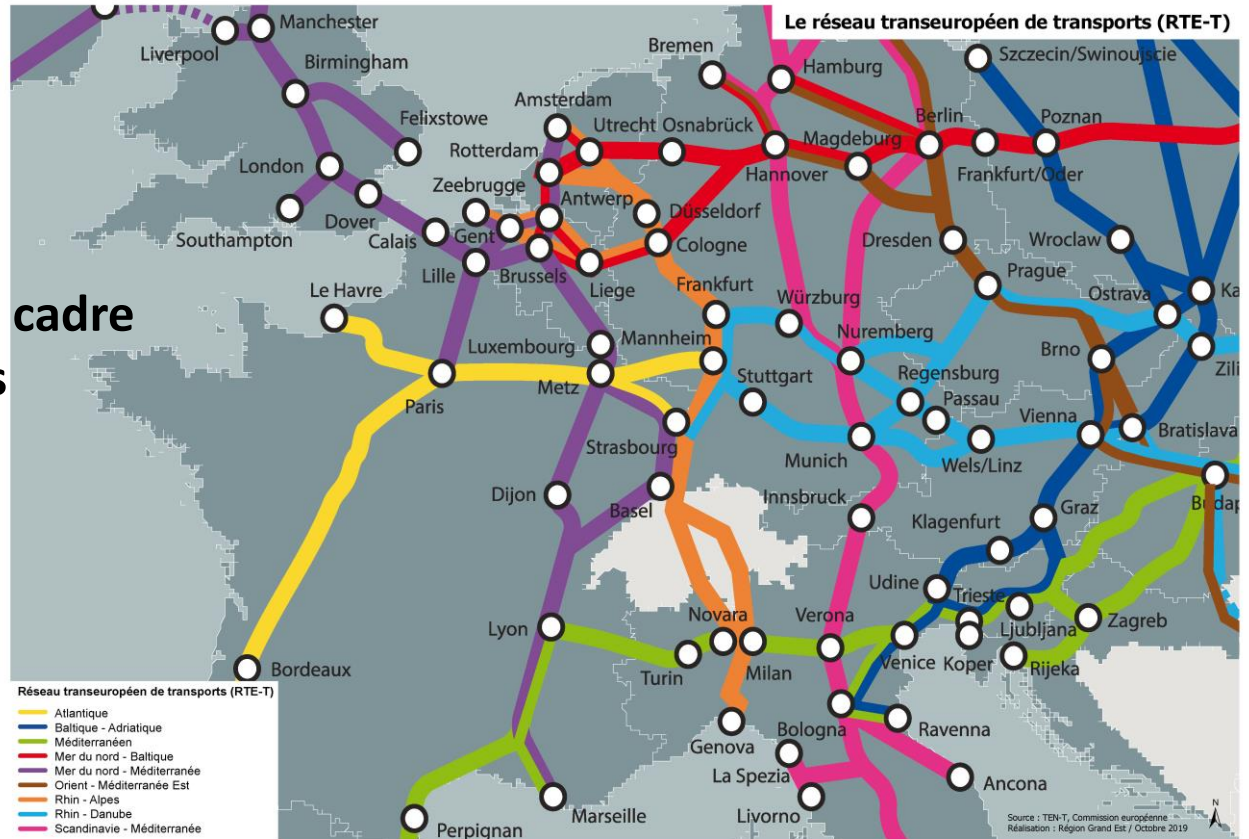 Le réseau transeuropéen de transports (RTE-T)
Manchester
Liverpool
Birmingham
Felixstowe
London
Southampton
Dover
Calais
Lille
Le Havre
Paris
cadre
s
Bordeaux
Bremen
Hamburg
Szczecin/Swinoujscie
Amsterdam
Utrecht
Osnabrück
Magdeburg
Berlin
Poznan
Rotterdam
Hannover
Frankfurt/Oder
Zeebrugge
Antwerp
Düsseldorf
Gent
Cologne
Dresden
Wroclaw
Brussels
Liege
Frankfurt
Würzburg
Prague
Ostrava
Ka
Luxembourg
Mannheim
Nuremberg
Brno
Zili
Metz
Stuttgart
Regensburg
Passau
Vienna
Bratislava
Strasbourg
Munich
Wels/Linz
Dijon
Basel
Innsbruck
Klagenfurt
Graz
Budap
Udine
Trieste
Novara
Verona
Ljubljana
Zagreb
Lyon
Turin
Milan
Venice
Koper
Rijeka
Genova
Bologna
Ravenna
La Spezia
Livorno
Ancona
Marseille
Perpignan
Réseau transeuropéen de transports (RTE-T)
Atlantique
Baltique - Adriatique
Méditerranéen
Mer du nord - Baltique
Mer du nord - Méditerranée
Orient - Méditerranée Est
Rhin - Alpes
Rhin - Danube
Scandinavie - Méditerranée
N
Source : TEN-T, Commission européenne
Réalisation : Région Grand Est / Octobre 2019